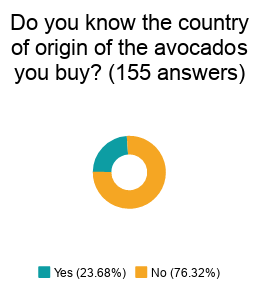 Do you know the country
of origin of the avocados
you buy? (155 answers)
Yes (23.68%) No (76.32%)